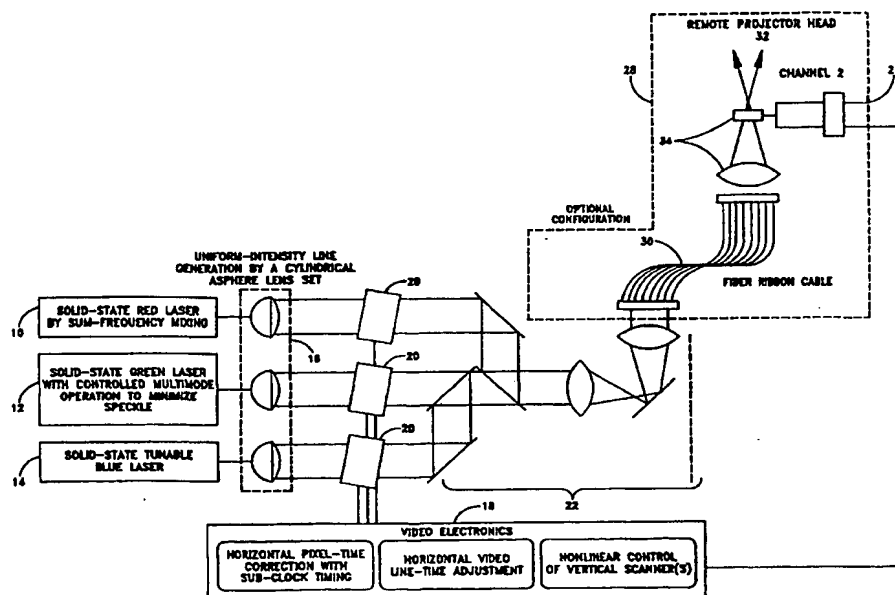 REMOTE PROJECTOR HEAD
32
28
CHANNEL 2
2
34
OPTIONAL
CONFIGURATION
30
FIBER RIBBON CABLE
UNIFORM-INTENSITY LINE
GENERATION BY A CYLINDRICAL
ASPHERE LENS SET
20
10
SOLID-STATE RED LASER
BY SUM-FREQUENCY MIXING
16
20
12
SOLID-STATE GREEN LASER
WITH CONTROLLED MULTIMODE
OPERATION TO MINIMIZE
SPECKLE
20
14
SOLID-STATE TUNABLE
BLUE LASER
22
18
VIDEO ELECTRONICS
HORIZONTAL PIXEL-TIME
CORRECTION WITH
SUB-CLOCK TIMING
HORIZONTAL VIDEO
LINE-TIME ADJUSTMENT
NONLINEAR CONTROL
OF VERTICAL SCANNER(S)